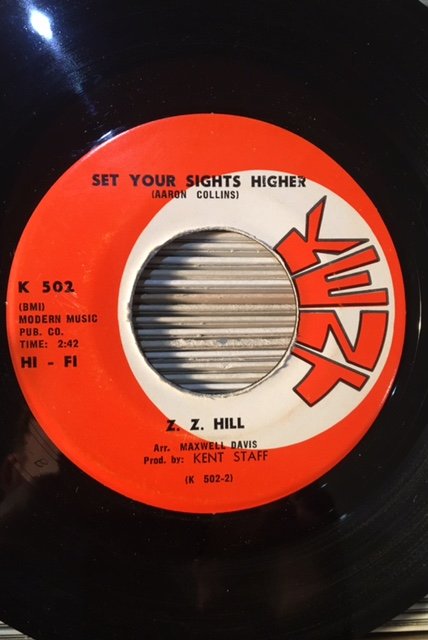 SET YOUR SIGHTS HIGHER
(AARON COLLINS)
KENT
K 502
(BMI)
MODERN MUSIC
PUB. CO.
TIME: 2:42
HI - FI
Z. Z. HILL
Arr. MAXWELL DAVIS
Prod. by: KENT STAFF
(K 502-2)